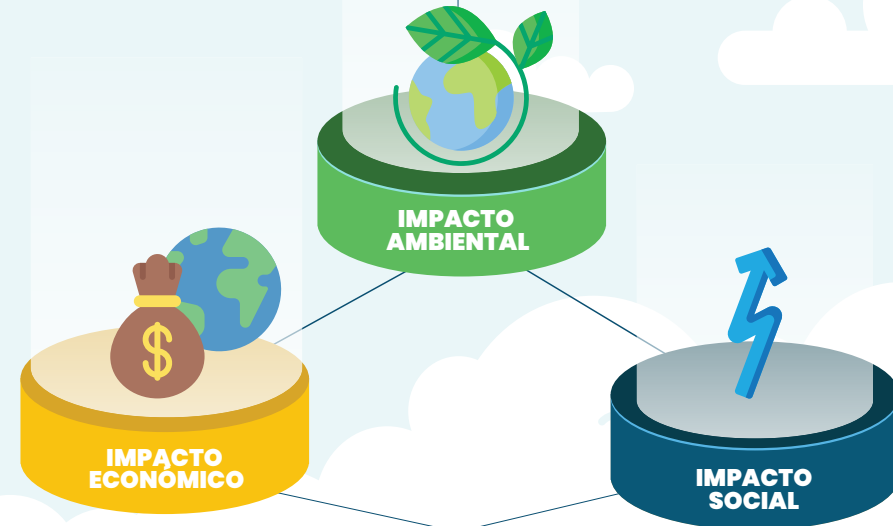 IMPACTO
AMBIENTAL
IMPACTO
ECONÓMICO
IMPACTO
SOCIAL
$